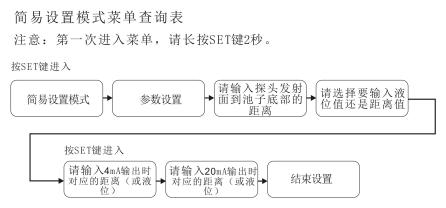 简易设置模式菜单查询表
注意：第一次进入菜单，请长按SET键2秒。
按SET键进入
简易设置模式
参数设置
请输入探头发射
面到池子底部的
距离
请选择要输入液
位值还是距离值
按SET键进入
请输入4mA输出时
对应的距离（或液
位）
请输入20mA输出时
对应的距离（或液
位）
结束设置